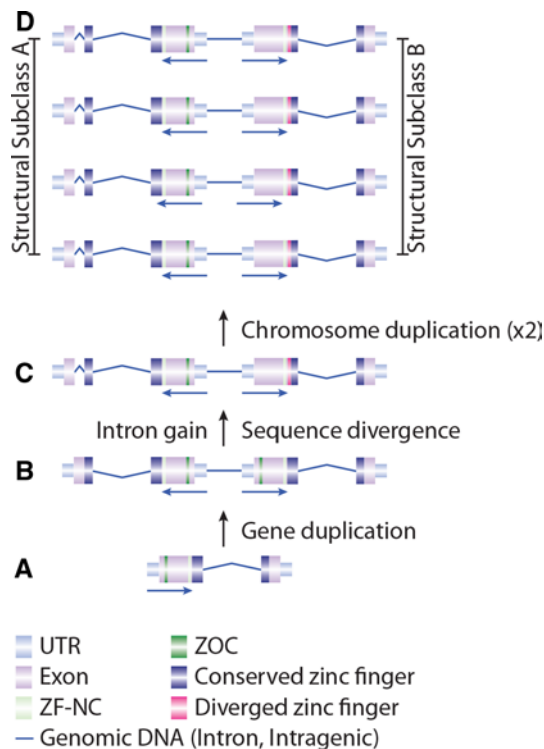 D
Structural Subclass A
Structural Subclass B
Chromosome duplication (x2)
C
Intron gain
Sequence divergence
B
Gene duplication
A
UTR
ZOC
Exon
Conserved zinc finger
ZF-NC
Diverged zinc finger
Genomic DNA (Intron, Intragenic)